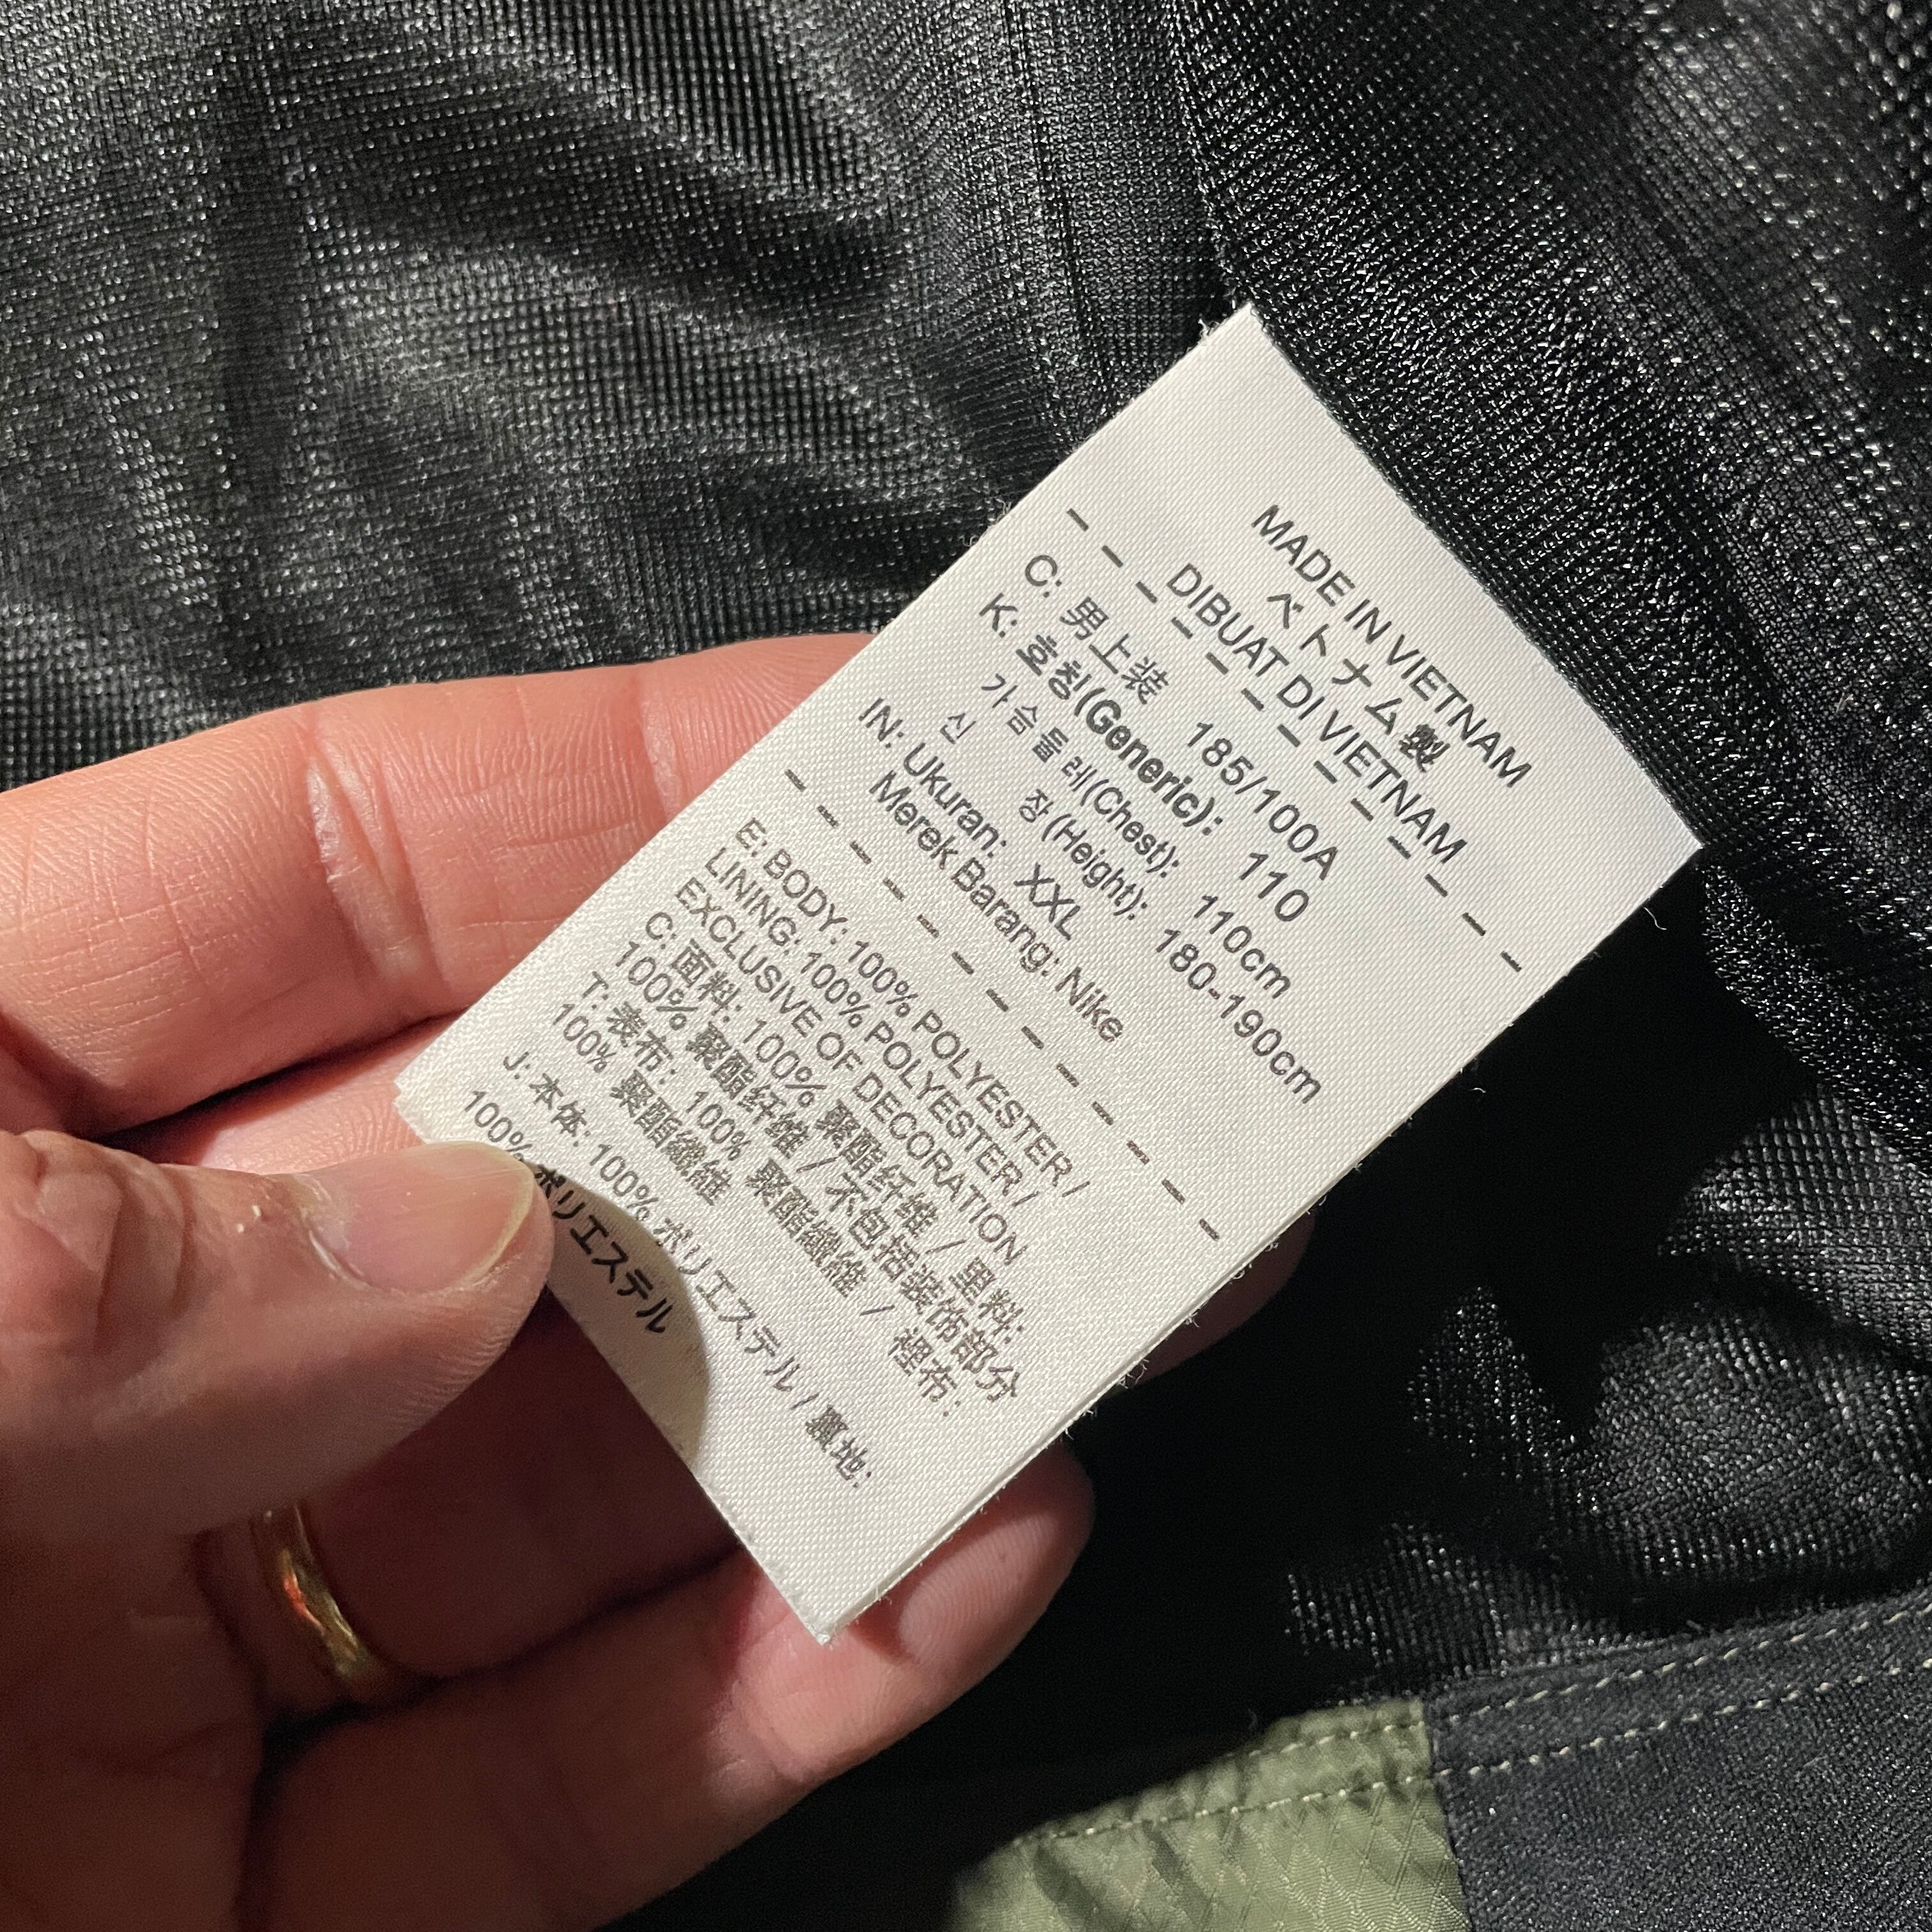 MADE IN VIETNAM
ベトナム製
DIBUAT DI VIETNAM
C: 男上装 185/100A
K: 호칭(Generic): 110
가슴둘레(Chest): 110cm
신 장(Height): 180-190cm
IN: Ukuran: XXL
Merek Barang: Nike
E: BODY: 100% POLYESTER /
LINING: 100% POLYESTER /
EXCLUSIVE OF DECORATION
C: 面料: 100% 聚酯纤维 / 里料:
100% 聚酯纤维 / 不包括装饰部分
T: 表布: 100% 聚酯纖維 / 裡布:
100% 聚酯纖維
J: 本体: 100% ポリエステル / 裏地:
100% ポリエステル